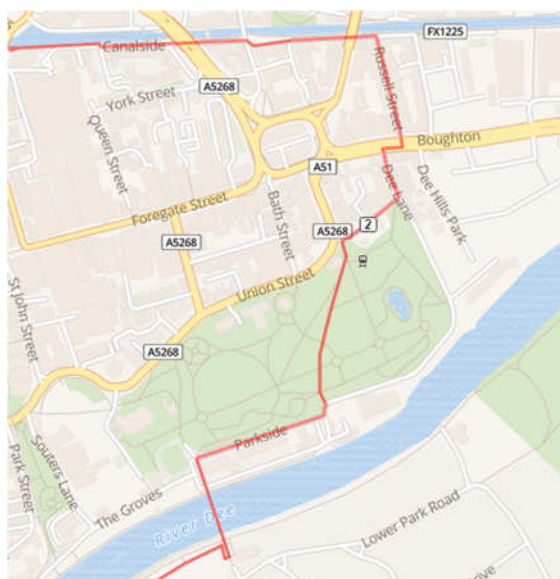 FX1225
Canalside
Russell Street
A5268
York Street
Queen Street
Boughton
A51
Dee Lane
Dee Hills Park
Foregate Street
Bath Street
2
A5268
A5268
Union Street
St John Street
A5268
Parkside
Souters Lane
Park Street
The Groves
River Dee
Lower Park Road